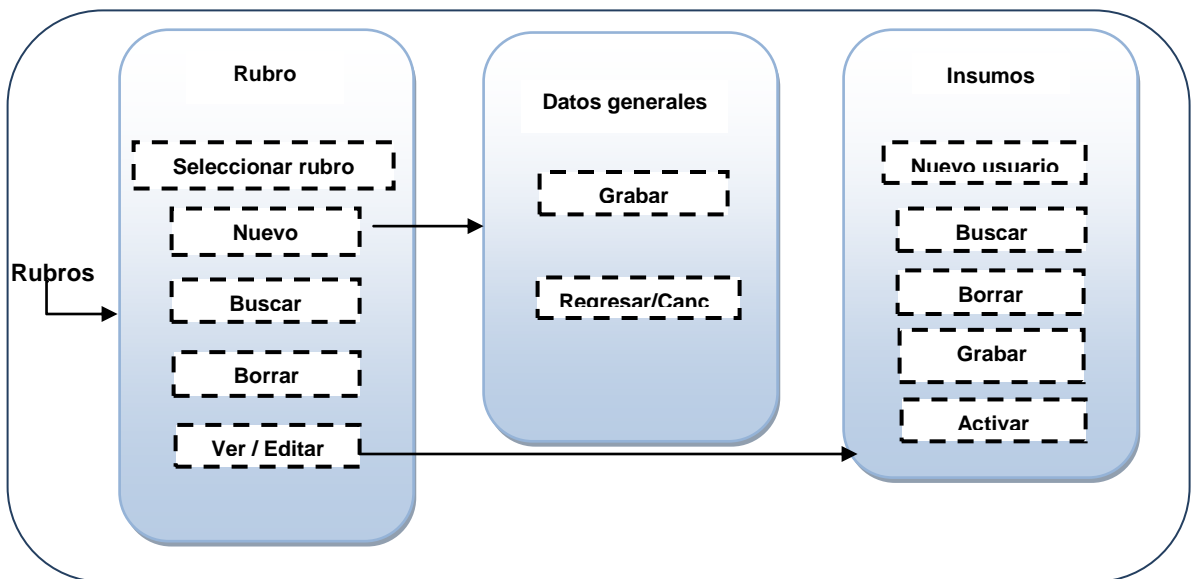 Rubros
Rubro
Seleccionar rubro
Nuevo
Buscar
Borrar
Ver / Editar
Datos generales
Grabar
Regresar/Canc
Insumos
Nuevo usuario
Buscar
Borrar
Grabar
Activar